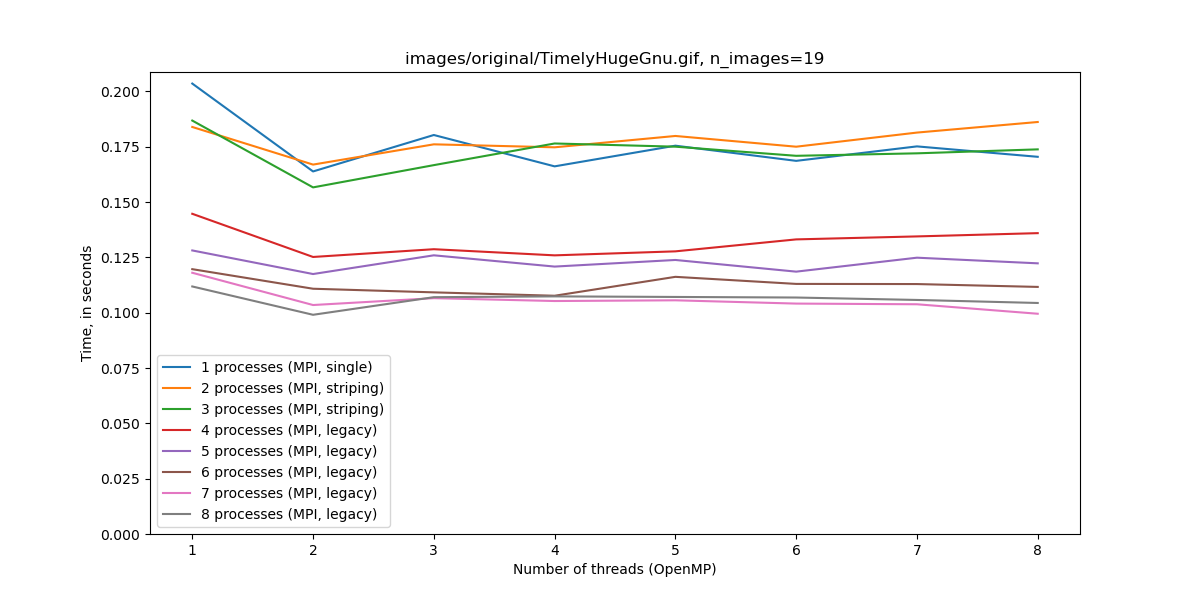 images/original/TimelyHugeGnu.gif, n_images=19
Time, in seconds
0.200
0.175
0.150
0.125
0.100
0.075
0.050
0.025
0.000
1 processes (MPI, single)
2 processes (MPI, striping)
3 processes (MPI, striping)
4 processes (MPI, legacy)
5 processes (MPI, legacy)
6 processes (MPI, legacy)
7 processes (MPI, legacy)
8 processes (MPI, legacy)
1 2 3 4 5 6 7 8
Number of threads (OpenMP)